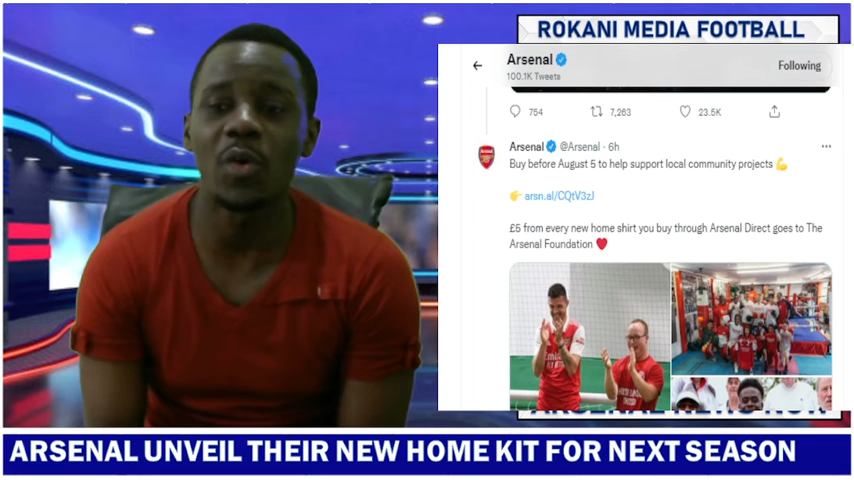 ROKANI MEDIA FOOTBALL
Arsenal
100.1K Tweets
Following
754
7,263
23.5K
Arsenal @Arsenal · 6h
Buy before August 5 to help support local community projects 💪
👉 arsn.al/CQtV3zJ
£5 from every new home shirt you buy through Arsenal Direct goes to The
Arsenal Foundation ❤️
ARSENAL UNVEIL THEIR NEW HOME KIT FOR NEXT SEASON